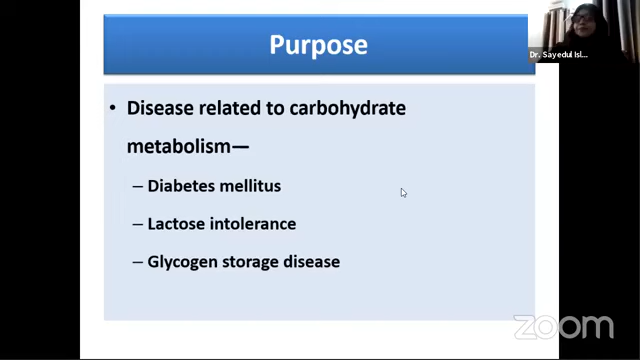 Purpose
Dr. Sayedul Isl...
• Disease related to carbohydrate
metabolism—
– Diabetes mellitus
– Lactose intolerance
– Glycogen storage disease
zoom